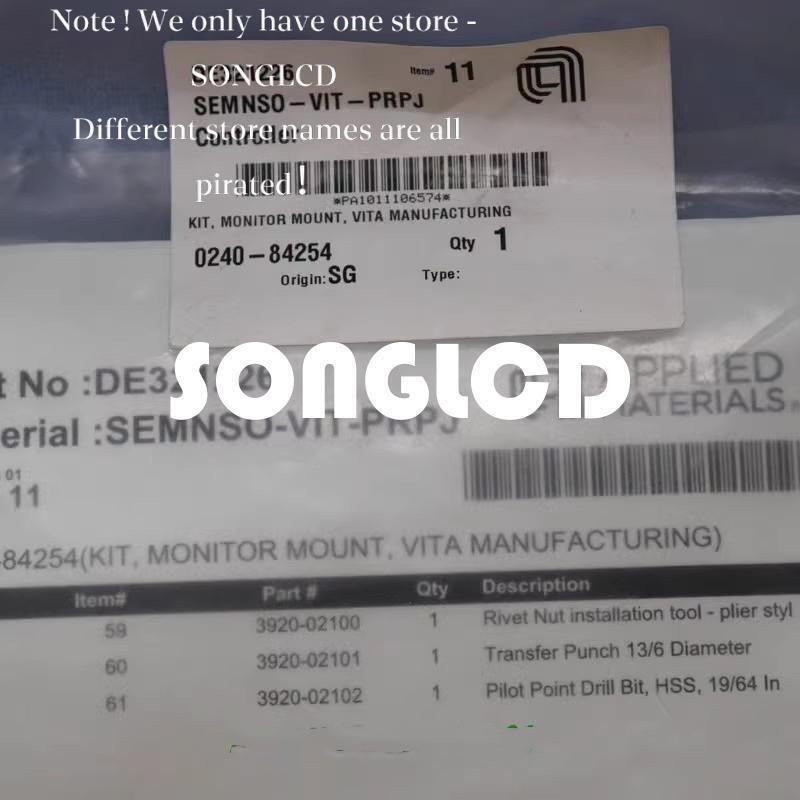 Note ! We only have one store -
SONGLCD
Different store names are all
pirated !
Item# 11
SEMNSO-VIT-PRPJ
Controller
*PA1011106574*
KIT, MONITOR MOUNT, VITA MANUFACTURING
0240-84254 Qty 1
Origin: SG Type:
SONGLCD
t No :DE321226
APPLIED
MATERIALS
erial :SEMNSO-VIT-PRPJ
01
11
-84254(KIT, MONITOR MOUNT, VITA MANUFACTURING)
Item# Part # Qty Description
59 3920-02100 1 Rivet Nut installation tool - plier styl
60 3920-02101 1 Transfer Punch 13/6 Diameter
61 3920-02102 1 Pilot Point Drill Bit, HSS, 19/64 In